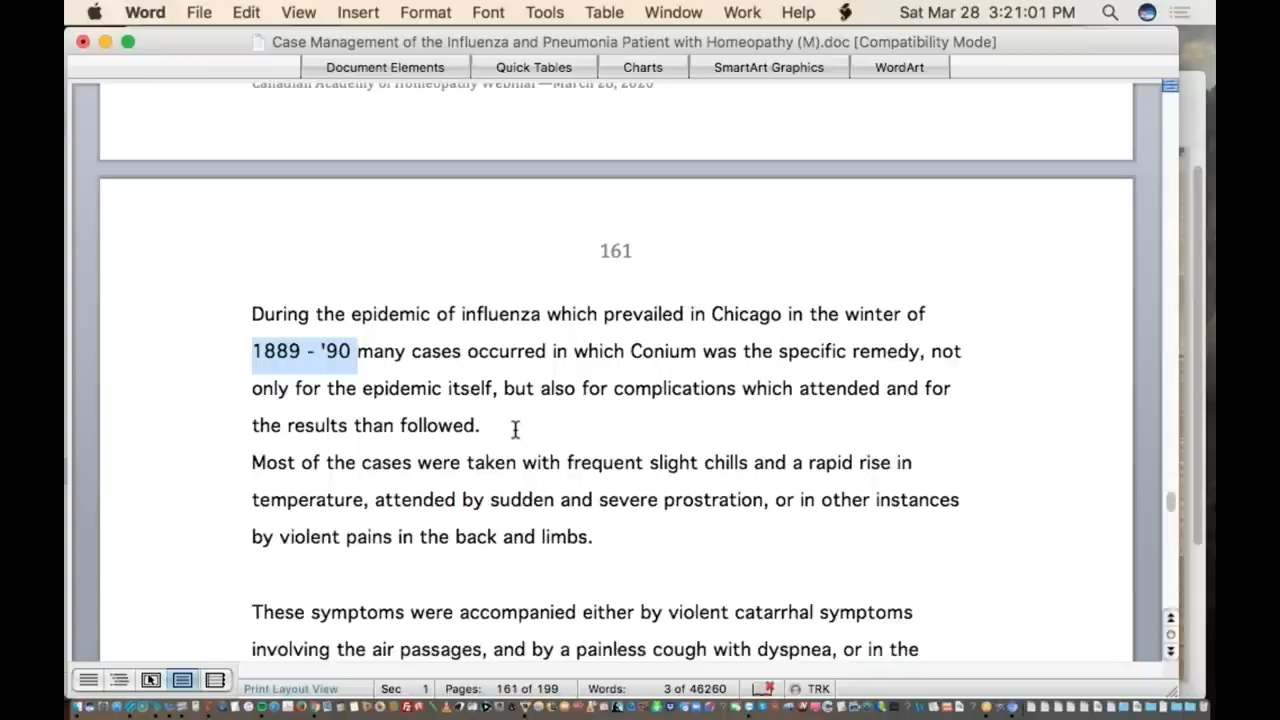 Word File Edit View Insert Format Font Tools Table Window Work Help Sat Mar 28 3:21:01 PM
Case Management of the Influenza and Pneumonia Patient with Homeopathy (M).doc [Compatibility Mode]
Document Elements Quick Tables Charts SmartArt Graphics WordArt
Canadian Academy of Homeopathy Webinar —March 28, 2020
161
During the epidemic of influenza which prevailed in Chicago in the winter of
1889 - '90 many cases occurred in which Conium was the specific remedy, not
only for the epidemic itself, but also for complications which attended and for
the results than followed.
Most of the cases were taken with frequent slight chills and a rapid rise in
temperature, attended by sudden and severe prostration, or in other instances
by violent pains in the back and limbs.
These symptoms were accompanied either by violent catarrhal symptoms
involving the air passages, and by a painless cough with dyspnea, or in the
Print Layout View Sec 1 Pages: 161 of 199 Words: 3 of 46260 TRK